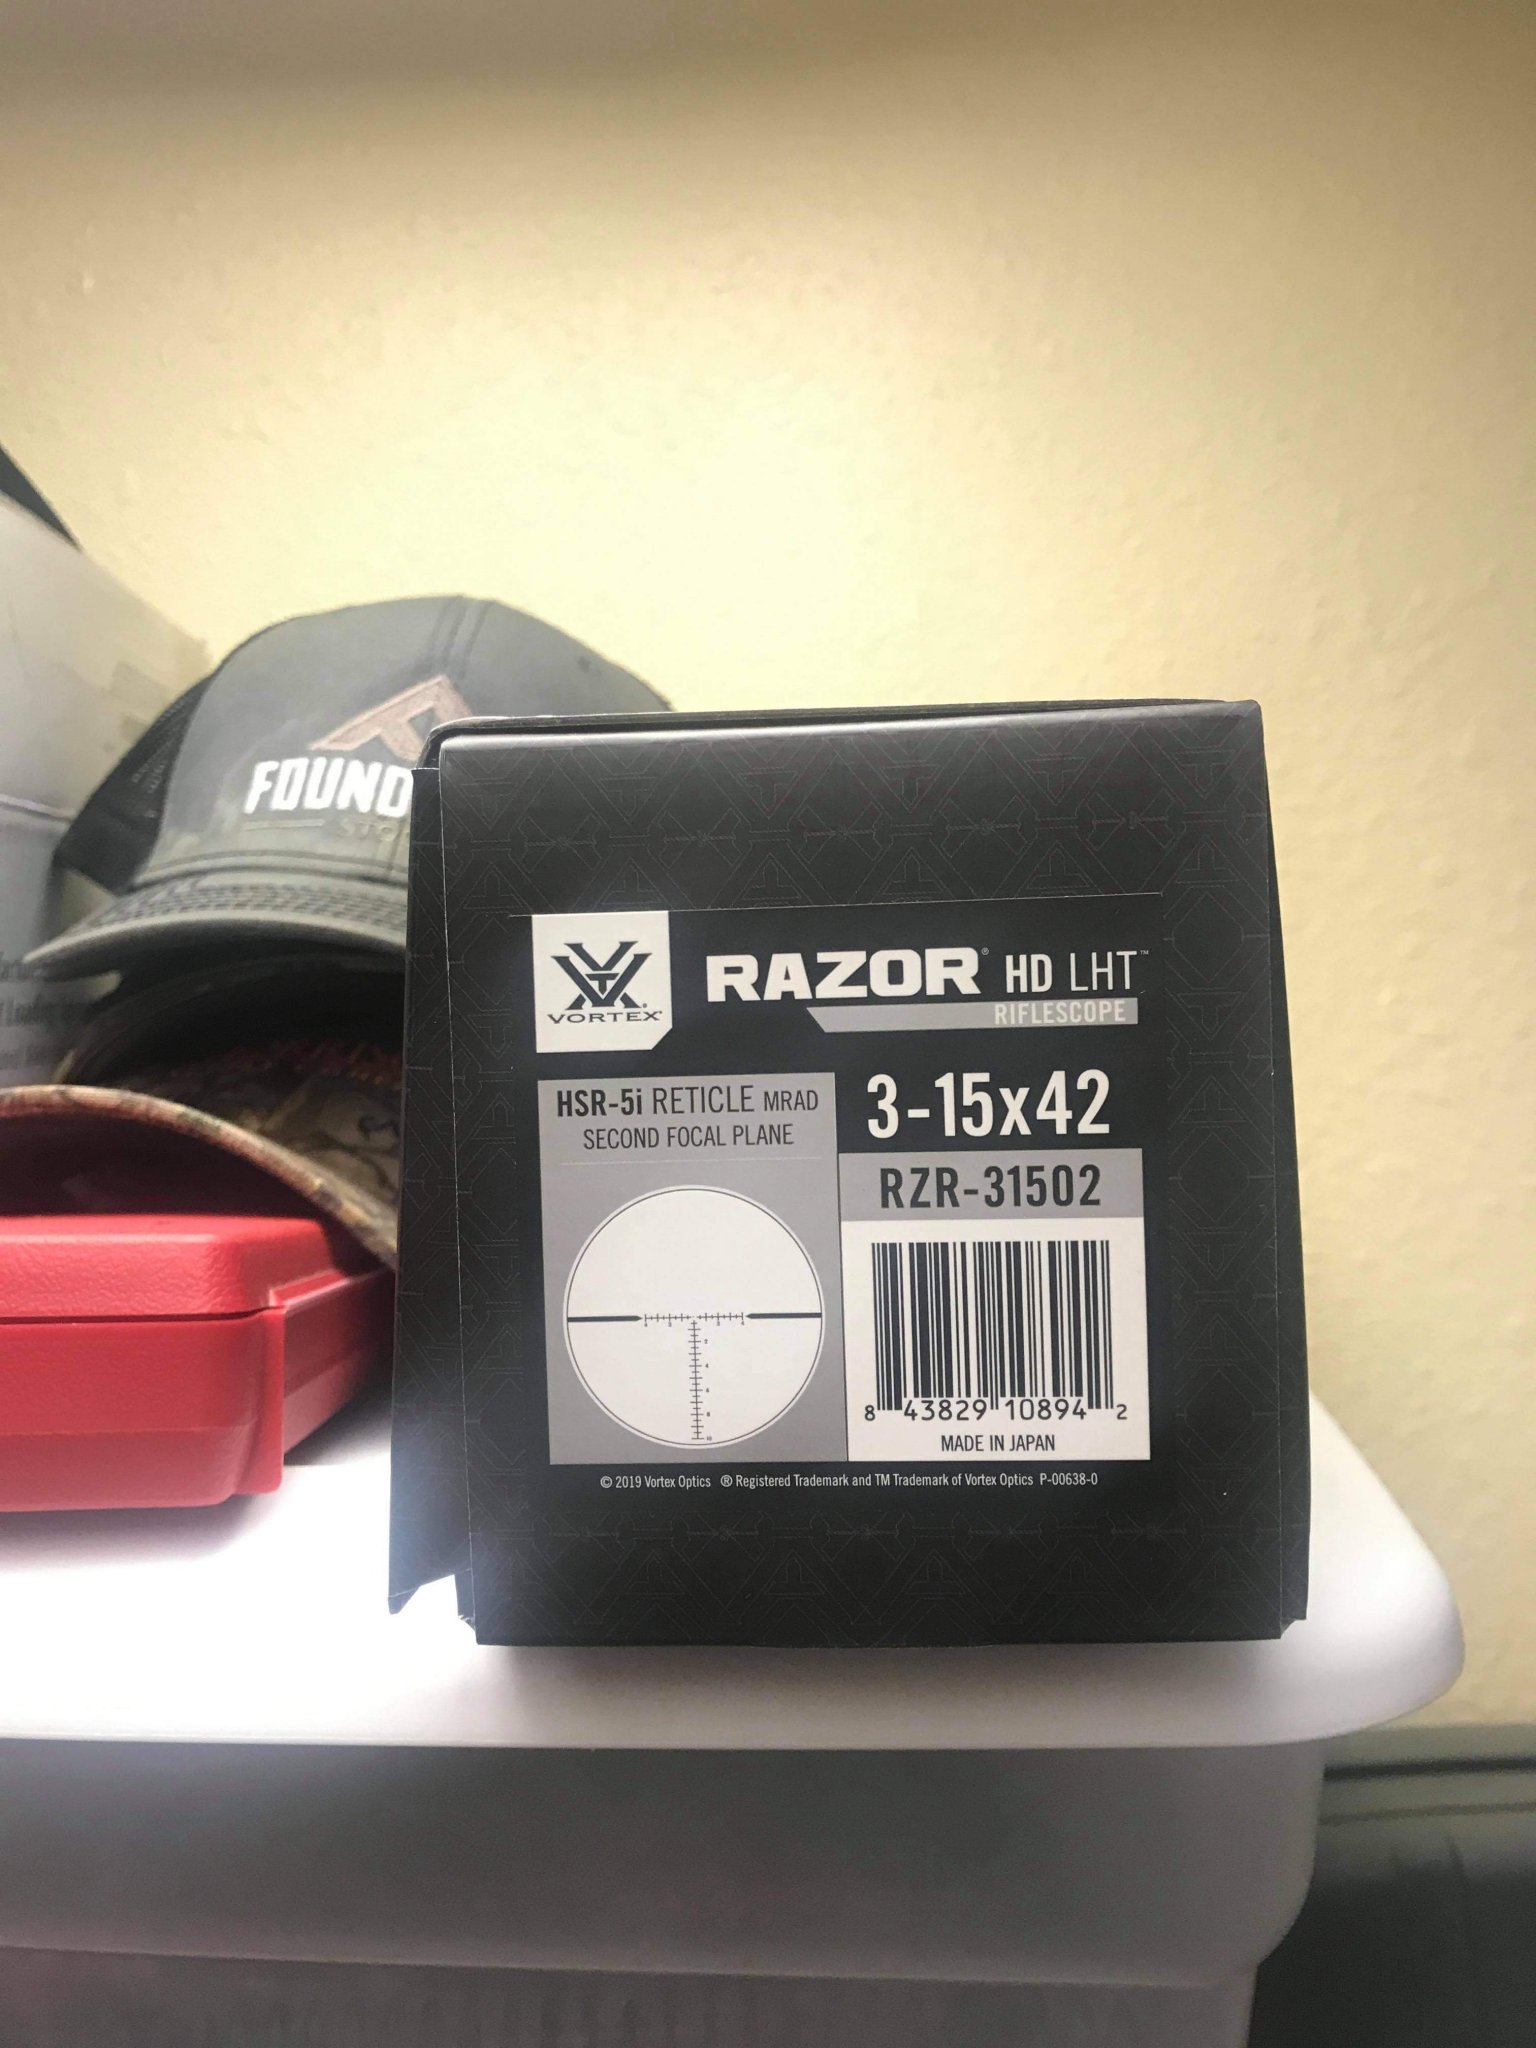 FOUND
VORTEX®
RAZOR® HD LHT™
RIFLESCOPE
HSR-5i RETICLE MRAD
SECOND FOCAL PLANE
3-15x42
RZR-31502
8 43829 10894 2
MADE IN JAPAN
© 2019 Vortex Optics ® Registered Trademark and TM Trademark of Vortex Optics P-00638-0